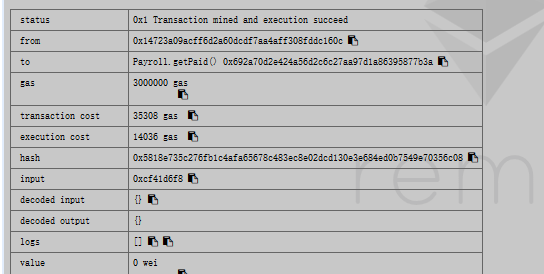 status 0x1 Transaction mined and execution succeed
from 0x14723a09acff6d2a60dcdf7aa4aff308fddc160c
to Payroll.getPaid() 0x692a70d2e424a56d2c6c27aa97d1a86395877b3a
gas 3000000 gas
transaction cost 35308 gas
execution cost 14036 gas
hash 0x5818e735c276fb1c4afa65678c483ec8e02dcd130e3e684ed0b7549e70356c08
input 0xcf41d6f8
decoded input {}
decoded output {}
logs []
value 0 wei
rem